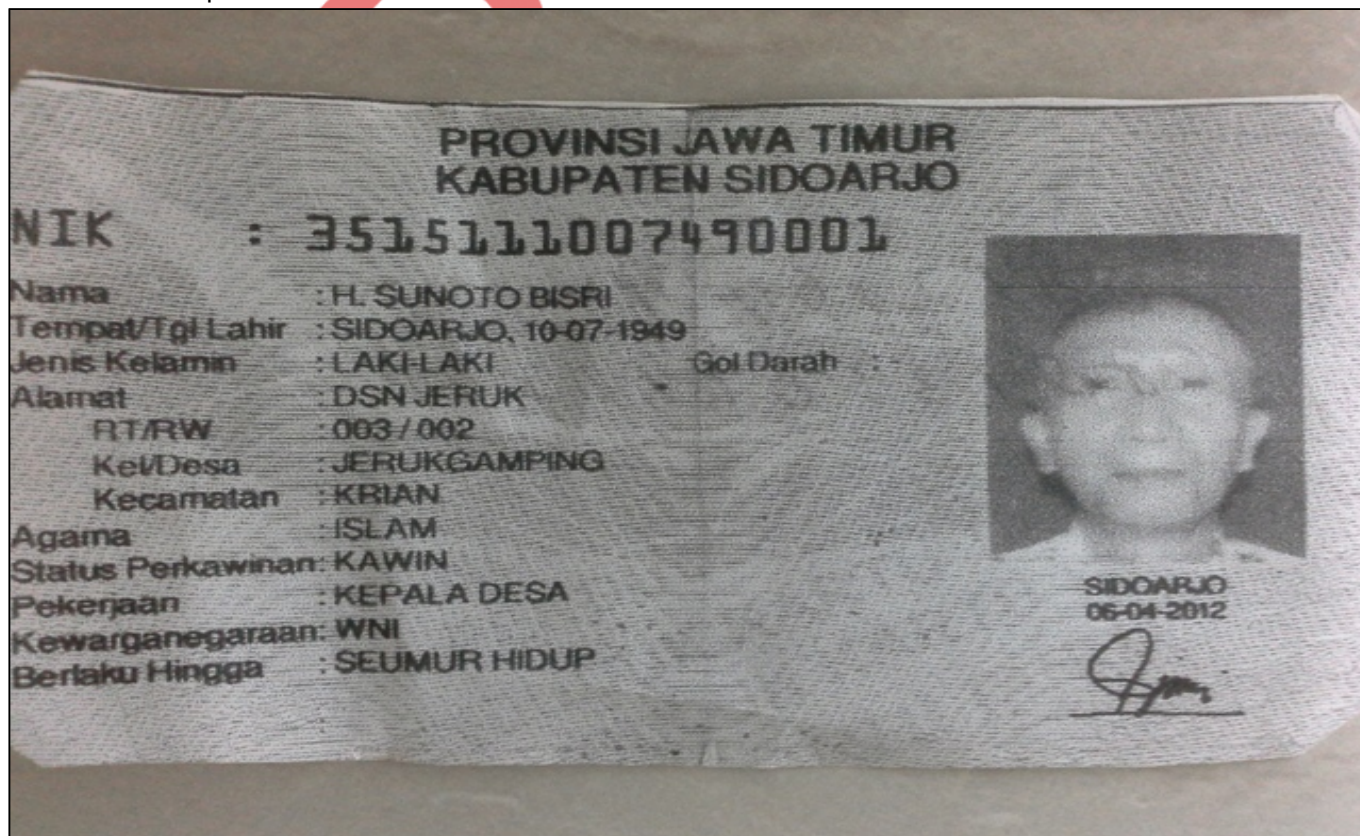 PROVINSI JAWA TIMUR
KABUPATEN SIDOARJO
NIK : 3515111007490001
Nama : H. SUNOTO BISRI
Tempat/Tgl Lahir : SIDOARJO, 10-07-1949
Jenis Kelamin : LAKI-LAKI Gol Darah :
Alamat : DSN JERUK
RT/RW : 003 / 002
Kel/Desa : JERUKGAMPING
Kecamatan : KRIAN
Agama : ISLAM
Status Perkawinan: KAWIN
Pekerjaan : KEPALA DESA
Kewarganegaraan: WNI
Berlaku Hingga : SEUMUR HIDUP
SIDOARJO
06-04-2012